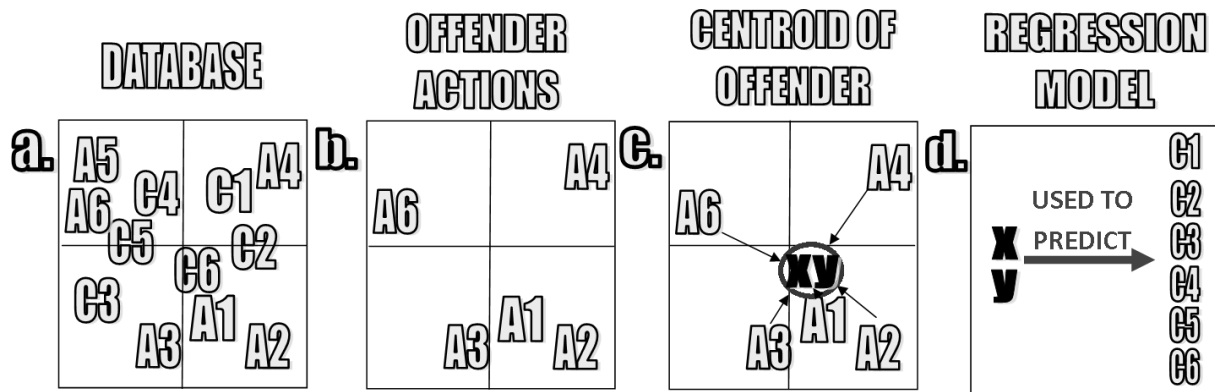 DATABASE
OFFENDER
ACTIONS
CENTROID OF
OFFENDER
REGRESSION
MODEL
a.
A5
A4
C4
C1
A6
C5
C2
C6
C3
A1
A3
A2
b.
A4
A6
A1
A3
A2
c.
A4
A6
xy
A1
A3
A2
d.
C1
C2
USED TO
x
PREDICT
C3
y
C4
C5
C6